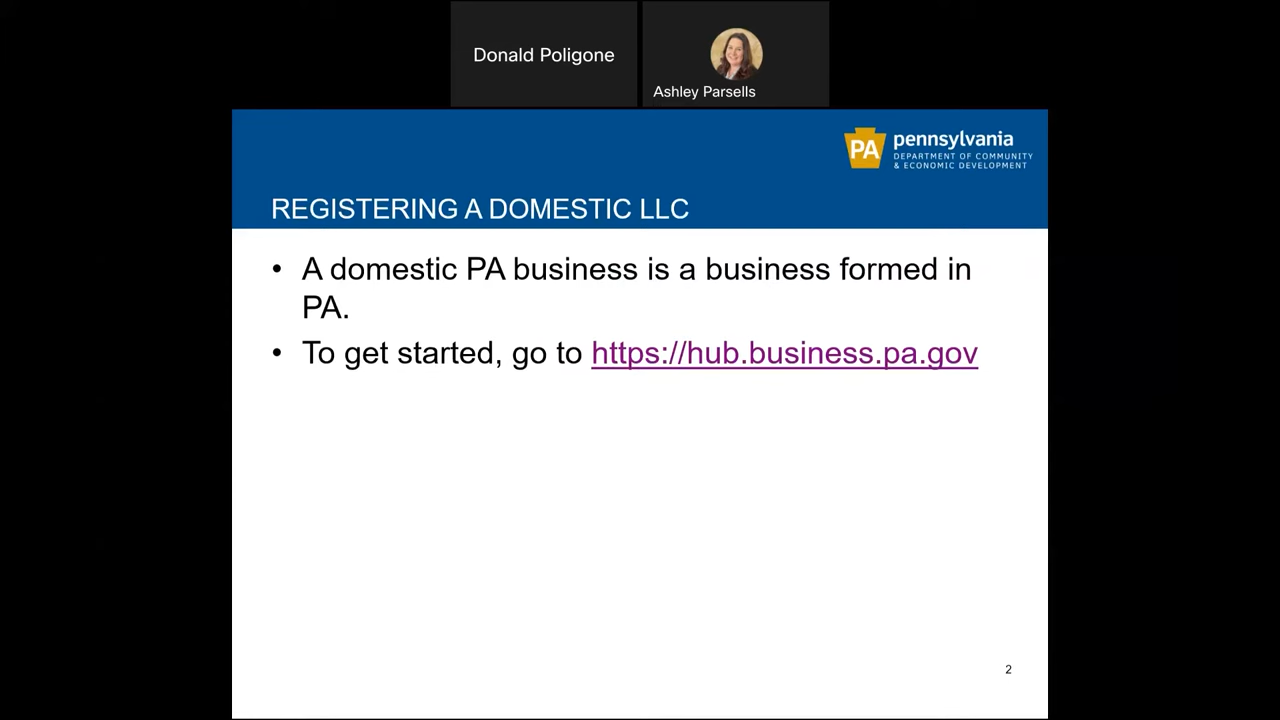 Donald Poligone
Ashley Parsells
PA
pennsylvania
DEPARTMENT OF COMMUNITY
& ECONOMIC DEVELOPMENT
REGISTERING A DOMESTIC LLC
• A domestic PA business is a business formed in
PA.
• To get started, go to https://hub.business.pa.gov
2